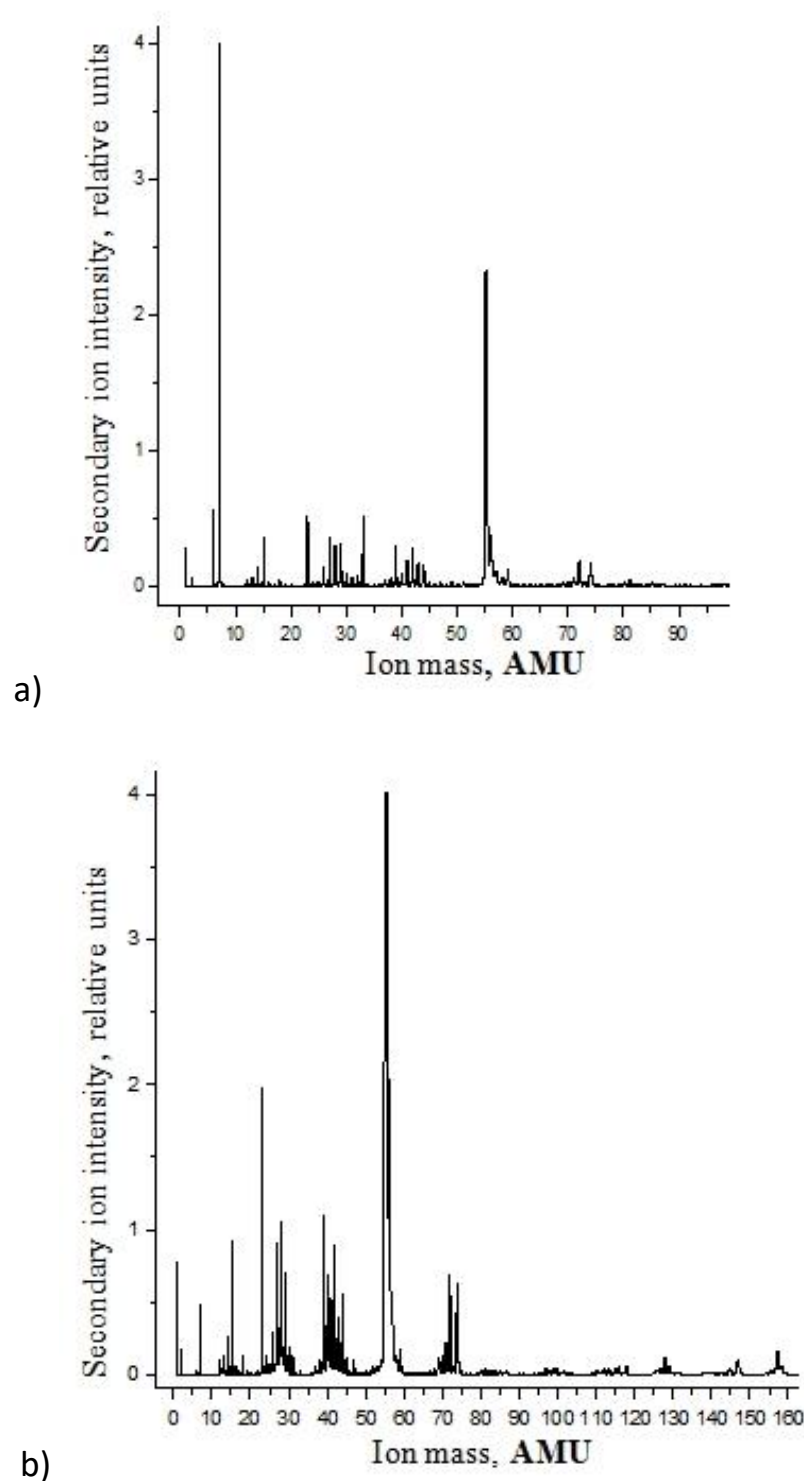 Secondary ion intensity, relative units
4
3
2
1
0
0 10 20 30 40 50 60 70 80 90
Ion mass, AMU
a)
Secondary ion intensity, relative units
4
3
2
1
0
0 10 20 30 40 50 60 70 80 90 100 110 120 130 140 150 160
Ion mass, AMU
b)